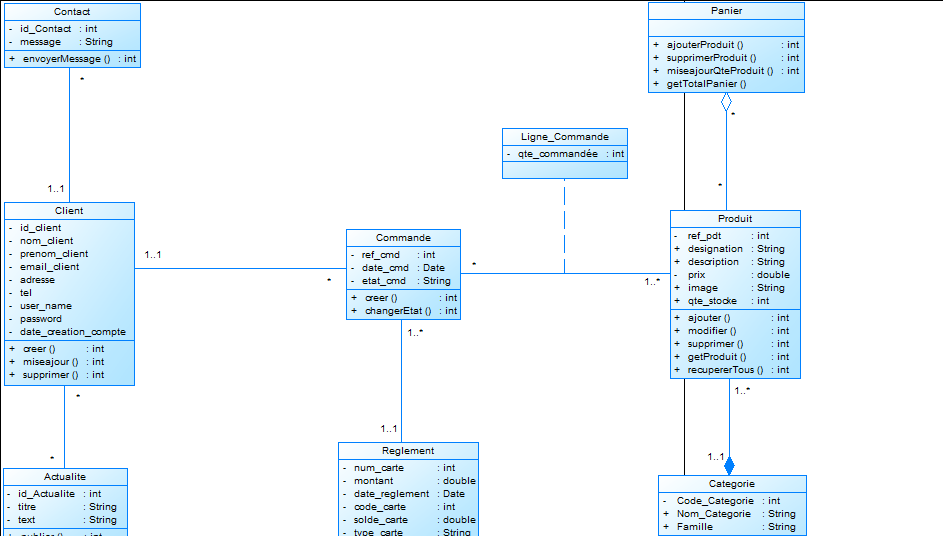 Contact
- id_Contact : int
- message : String
+ envoyerMessage () : int
*
1..1
Client
- id_client
- nom_client
- prenom_client
- email_client
- adresse
- tel
- user_name
- password
- date_creation_compte
+ creer () : int
+ miseajour () : int
+ supprimer () : int
*
*
Actualite
- id_Actualite : int
+ titre : String
- text : String
1..1
*
Commande
- ref_cmd : int
- date_cmd : Date
- etat_cmd : String
+ creer () : int
+ changerEtat () : int
1..*
1..1
Reglement
- num_carte : int
- montant : double
- date_reglement : Date
- code_carte : int
- solde_carte : double
- type_carte : String
*
1..*
Ligne_Commande
- qte_commandée : int
Panier
+ ajouterProduit () : int
+ supprimerProduit () : int
+ miseajourQteProduit () : int
+ getTotalPanier ()
*
*
Produit
- ref_pdt : int
+ designation : String
+ description : String
- prix : double
+ image : String
+ qte_stocke : int
+ ajouter () : int
+ modifier () : int
+ supprimer () : int
+ getProduit () : int
+ recupererTous () : int
1..*
1..1
Categorie
- Code_Categorie : int
+ Nom_Categorie : String
+ Famille : String